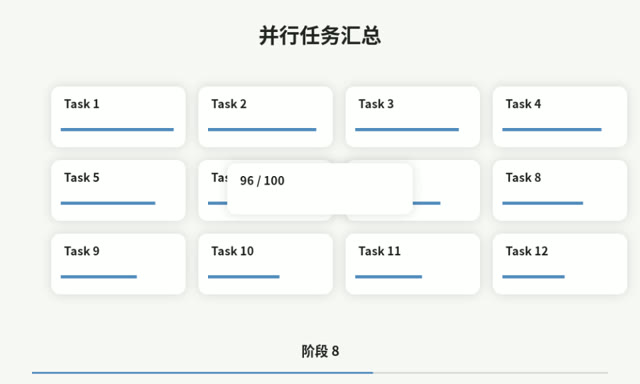 并行任务汇总
Task 1
Task 2
Task 3
Task 4
Task 5
96 / 100
Task 8
Task 9
Task 10
Task 11
Task 12
阶段 8